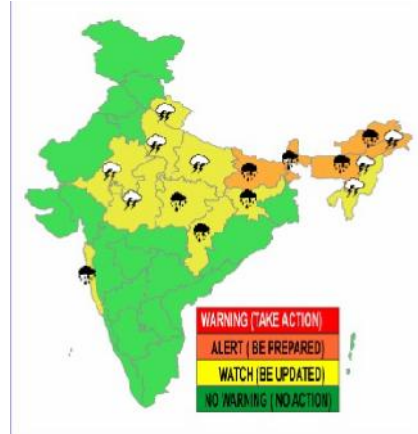 WARNING (TAKE ACTION)
ALERT ( BE PREPARED)
WATCH (BE UPDATED)
NO WARNING ( NO ACTION)